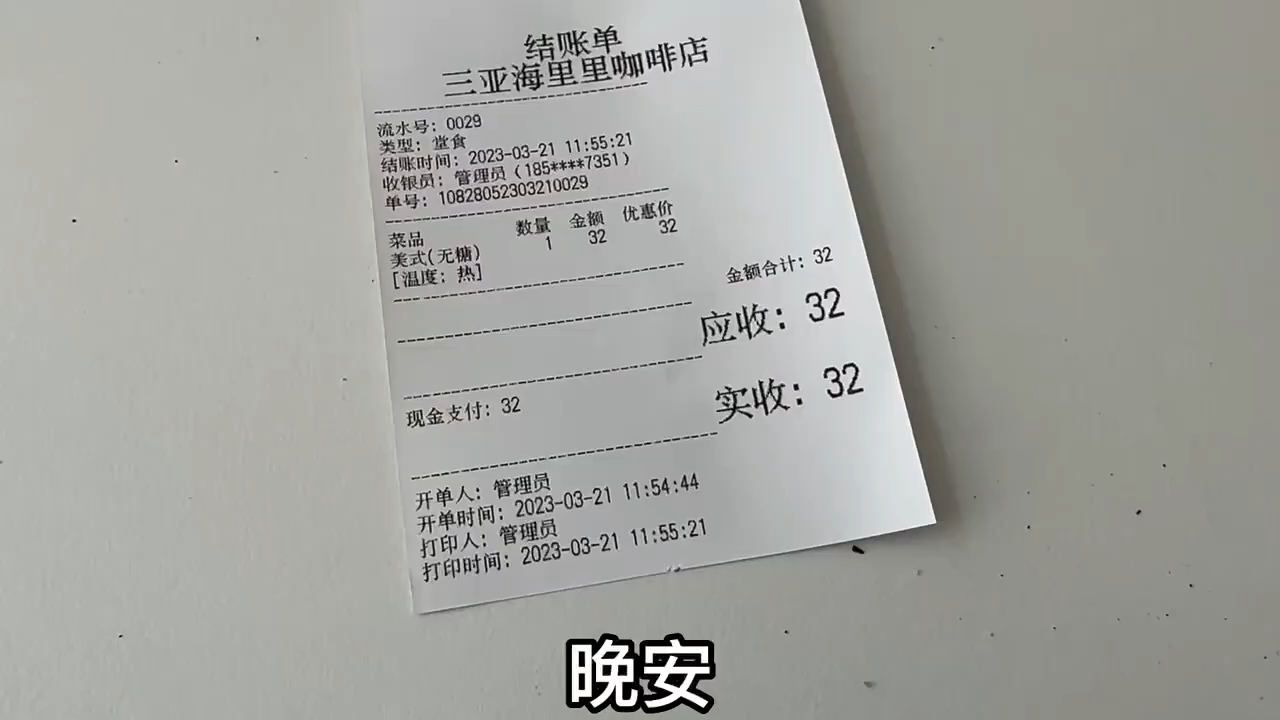 结账单
三亚海里里咖啡店
流水号: 0029
类型: 堂食
结账时间: 2023-03-21 11:55:21
收银员: 管理员(185****7351)
单号: 10828052303210029
菜品 数量 金额 优惠价
美式(无糖) 1 32 32
[温度: 热]
金额合计: 32
应收: 32
实收: 32
现金支付: 32
开单人: 管理员
开单时间: 2023-03-21 11:54:44
打印人: 管理员
打印时间: 2023-03-21 11:55:21
晚安